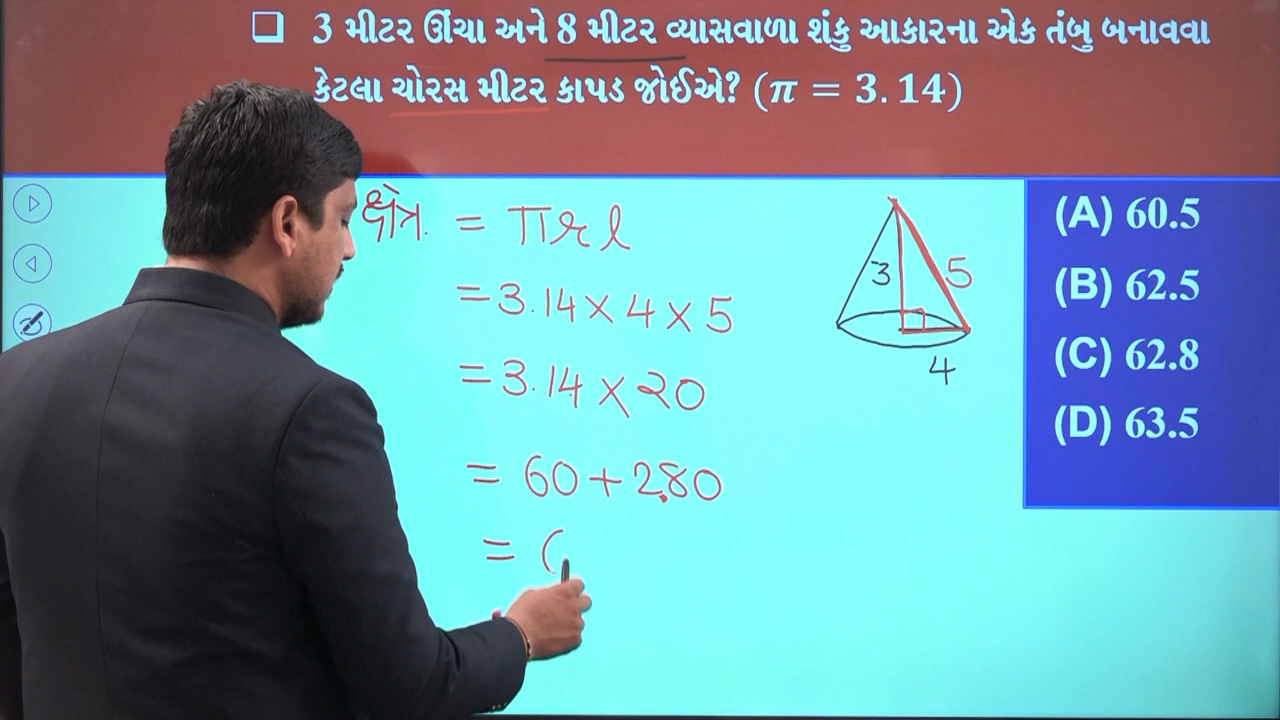 ❑ 3 મીટર ઊંચા અને 8 મીટર વ્યાસવાળા શંકુ આકારના એક તંબુ બનાવવા
કેટલા ચોરસ મીટર કાપડ જોઈએ? (π = 3.14)
ક્ષેત્ર. = πrl
= 3.14 × 4 × 5
= 3.14 × 20
= 60 + 2.80
=
3
5
4
(A) 60.5
(B) 62.5
(C) 62.8
(D) 63.5